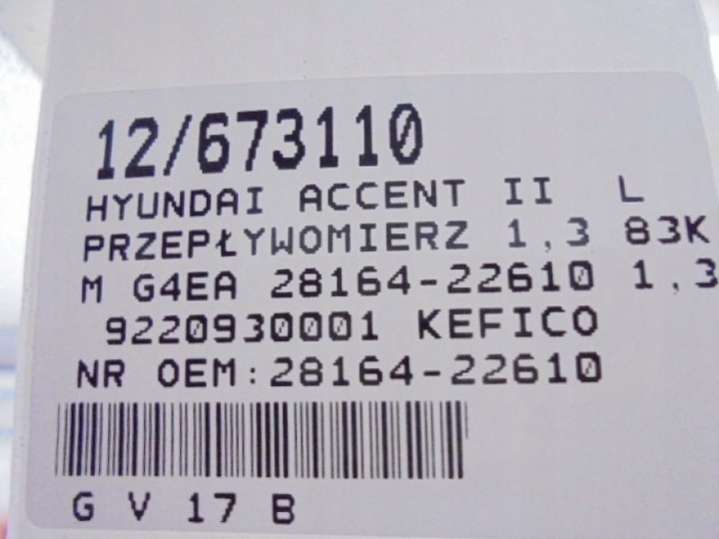 12/673110
HYUNDAI ACCENT II L
PRZEPŁYWOMIERZ 1,3 83K
M G4EA 28164-22610 1,3
9220930001 KEFICO
NR OEM:28164-22610
G V 17 B